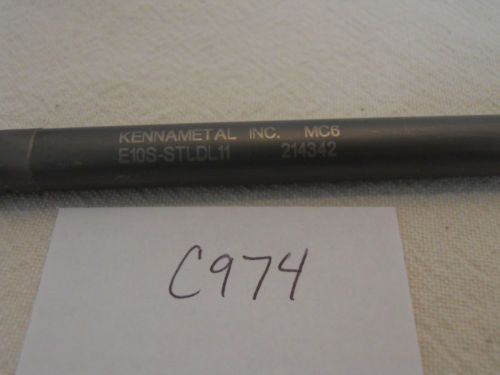 KENNAMETAL INC. MC6
E10S-STLDL11 214342
C974